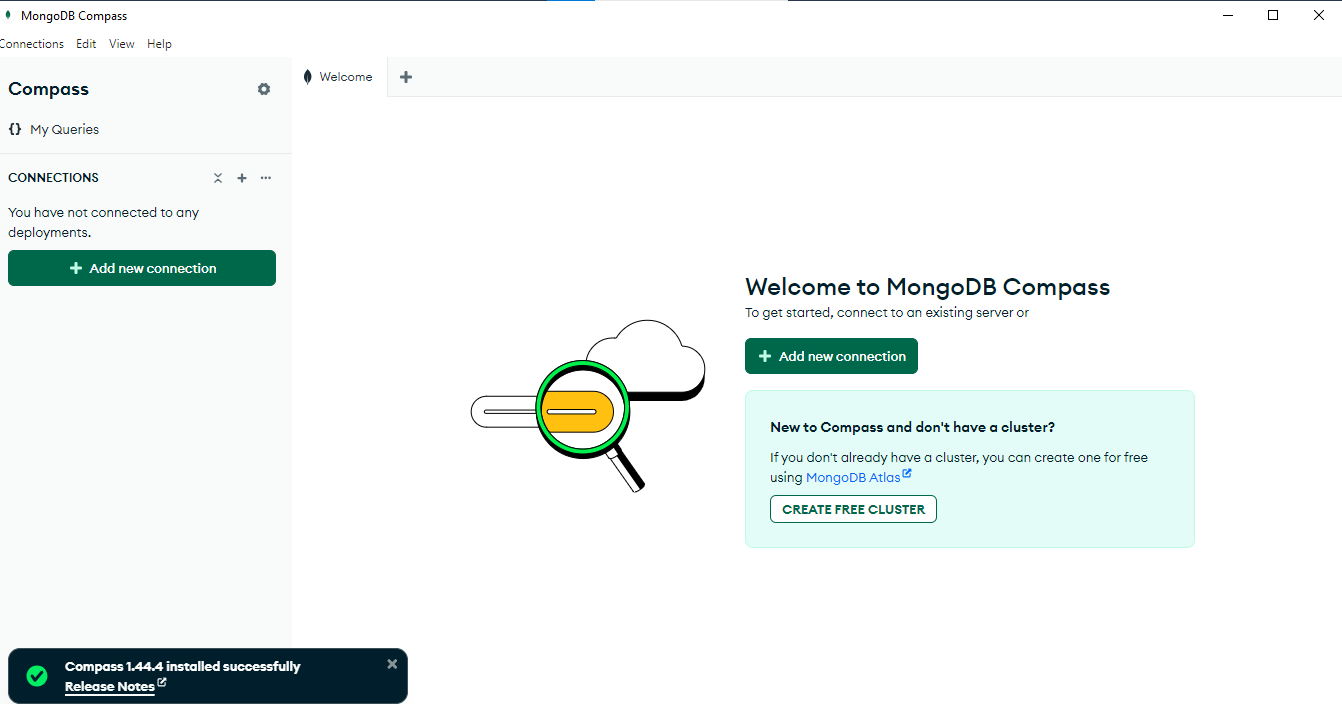 MongoDB Compass
Connections Edit View Help
Compass
{} My Queries
CONNECTIONS
You have not connected to any
deployments.
Add new connection
Welcome
Welcome to MongoDB Compass
To get started, connect to an existing server or
Add new connection
New to Compass and don't have a cluster?
If you don't already have a cluster, you can create one for free
using MongoDB Atlas
CREATE FREE CLUSTER
Compass 1.44.4 installed successfully
Release Notes